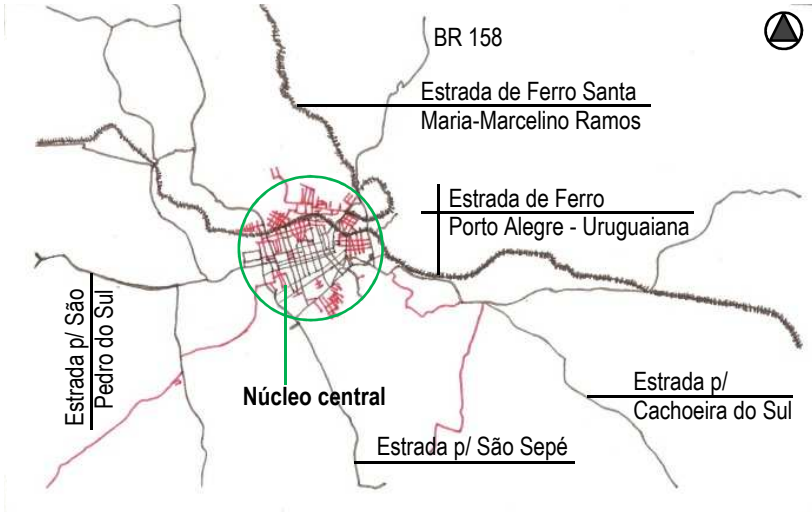 BR 158
Estrada de Ferro Santa
Maria-Marcelino Ramos
Estrada de Ferro
Porto Alegre - Uruguaiana
Estrada p/ São
Pedro do Sul
Núcleo central
Estrada p/
Cachoeira do Sul
Estrada p/ São Sepé